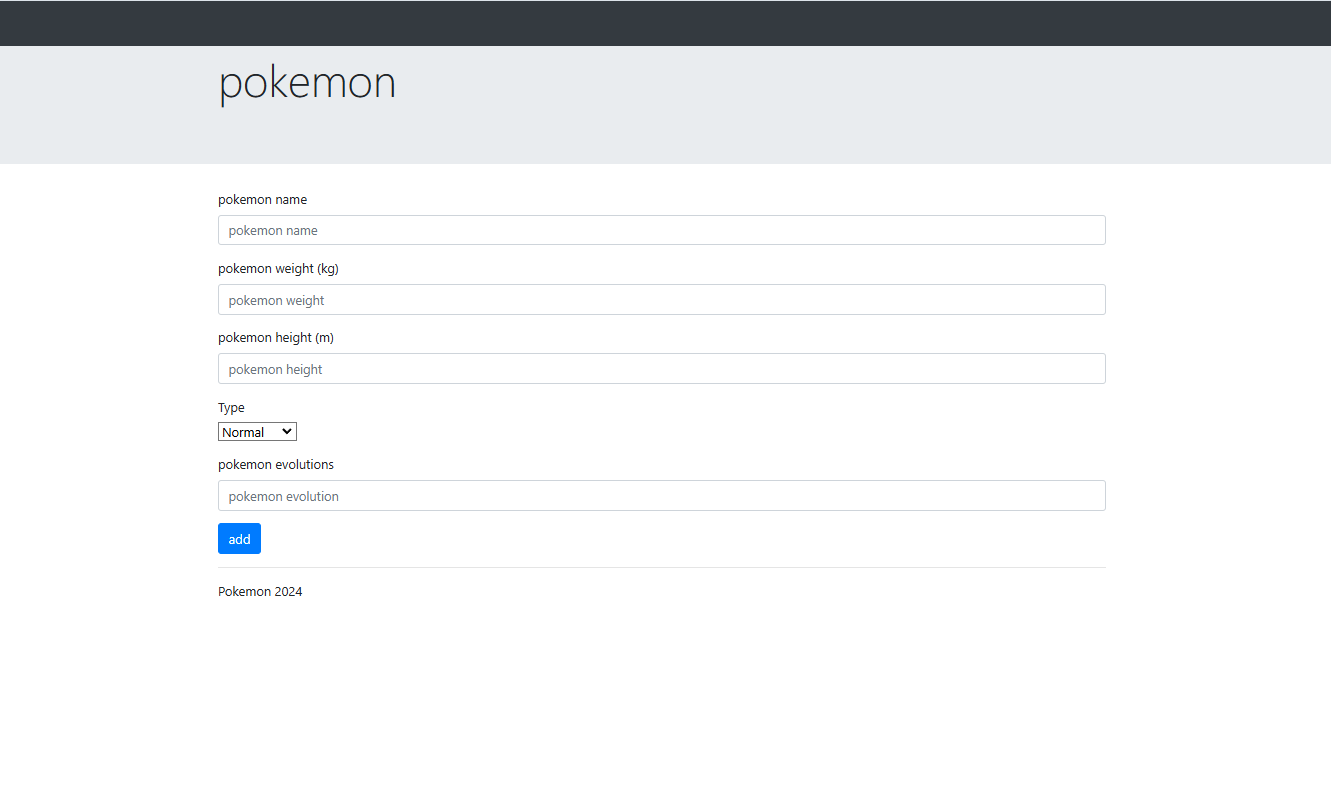 pokemon
pokemon name
pokemon name
pokemon weight (kg)
pokemon weight
pokemon height (m)
pokemon height
Type
Normal
pokemon evolutions
pokemon evolution
add
Pokemon 2024